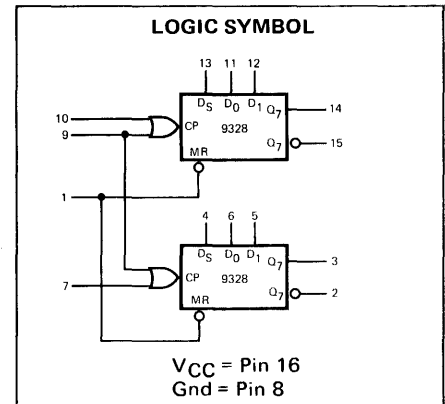 LOGIC SYMBOL
13 11 12
DS D0 D1 Q7 14
10 CP
9 9328
Q7 15
MR
1
4 6 5
DS D0 D1 Q7 3
CP
7 9328
Q7 2
MR
VCC = Pin 16
Gnd = Pin 8